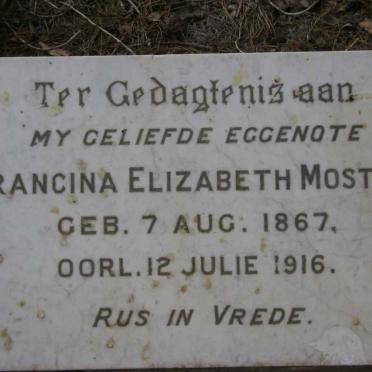 Ter Gedagtenis aan
MY GELIEFDE EGGENOTE
RANCINA ELIZABETH MOST
GEB. 7 AUG. 1867.
OORL. 12 JULIE 1916.
RUS IN VREDE.